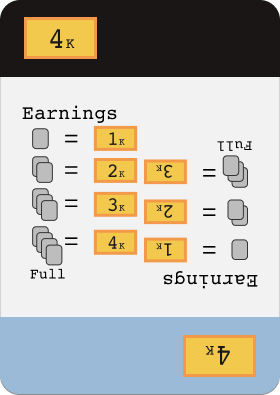 4K
Earnings
= 1K
= 2K
= 3K
= 4K
Full
4K
Earnings
= 1K
= 2K
= 3K
Full